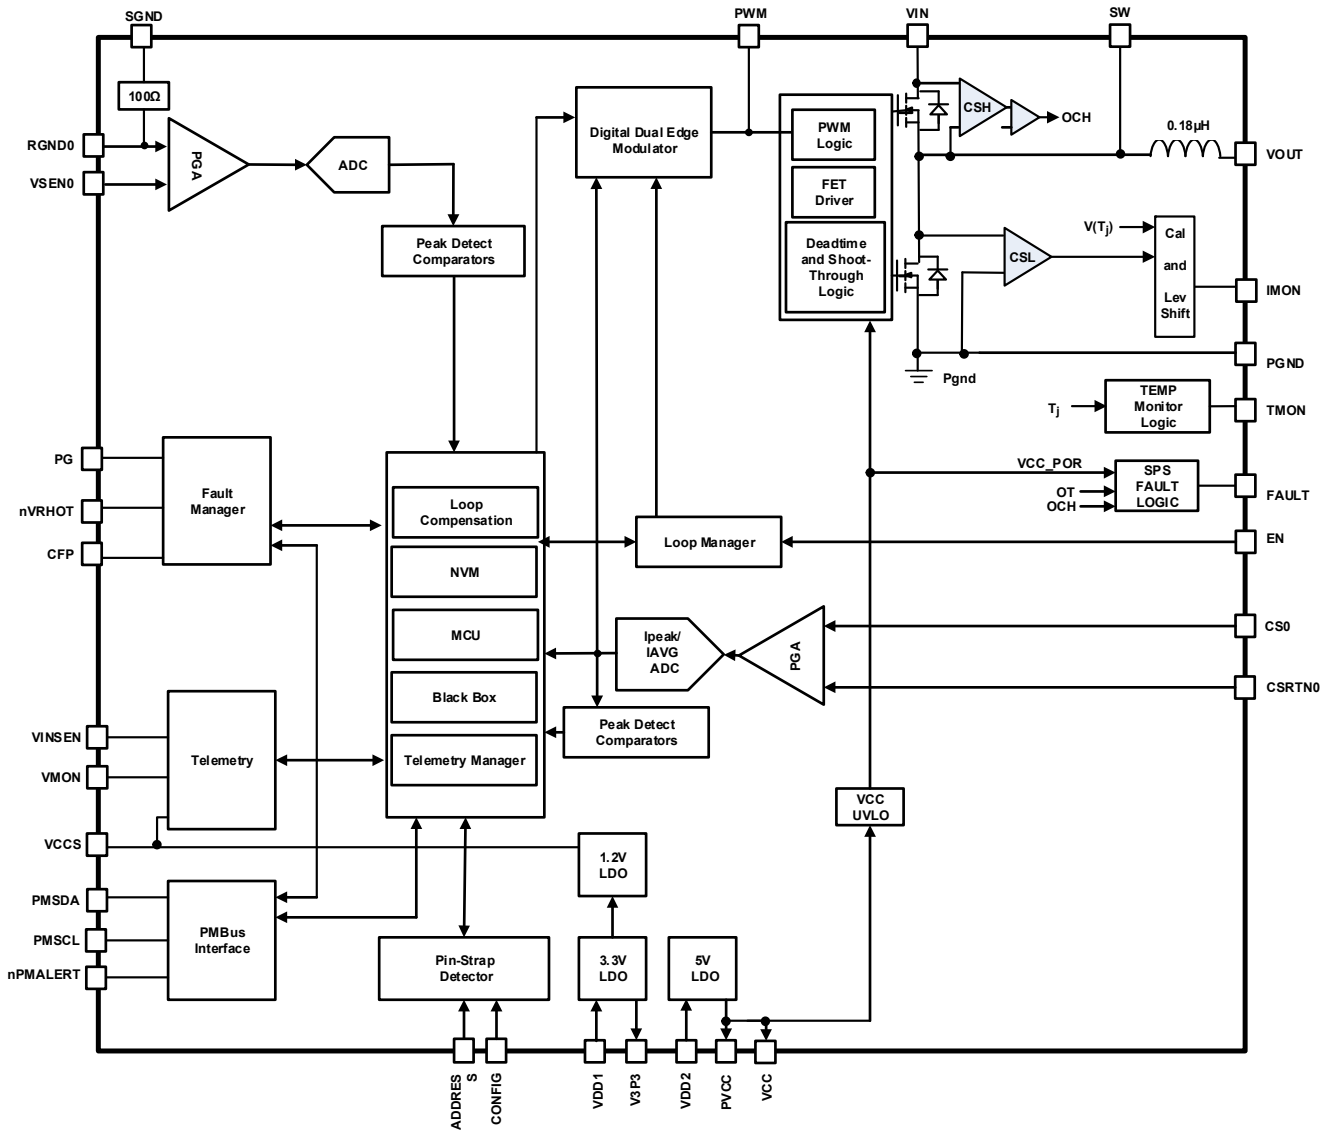 SGND
PWM
VIN
SW
100Ω
RGND0
VSEN0
PGA
ADC
Peak Detect
Comparators
Digital Dual Edge
Modulator
PWM
Logic
FET
Driver
Deadtime
and Shoot-
Through
Logic
CSH
OCH
0.18µH
VOUT
V(Tj)
CSL
Cal
and
Lev
Shift
IMON
PGND
Pgnd
Tj
TEMP
Monitor
Logic
TMON
VCC_POR
OT
OCH
SPS
FAULT
LOGIC
FAULT
EN
PG
nVRHOT
CFP
Fault
Manager
Loop
Compensation
NVM
MCU
Black Box
Telemetry Manager
Loop Manager
Ipeak/
IAVG
ADC
PGA
CS0
CSRTN0
Peak Detect
Comparators
VINSEN
VMON
VCCS
Telemetry
VCC
UVLO
1.2V
LDO
PMSDA
PMSCL
nPMALERT
PMBus
Interface
Pin-Strap
Detector
3.3V
LDO
5V
LDO
ADDRES
S
CONFIG
VDD1
V3P3
VDD2
PVCC
VCC